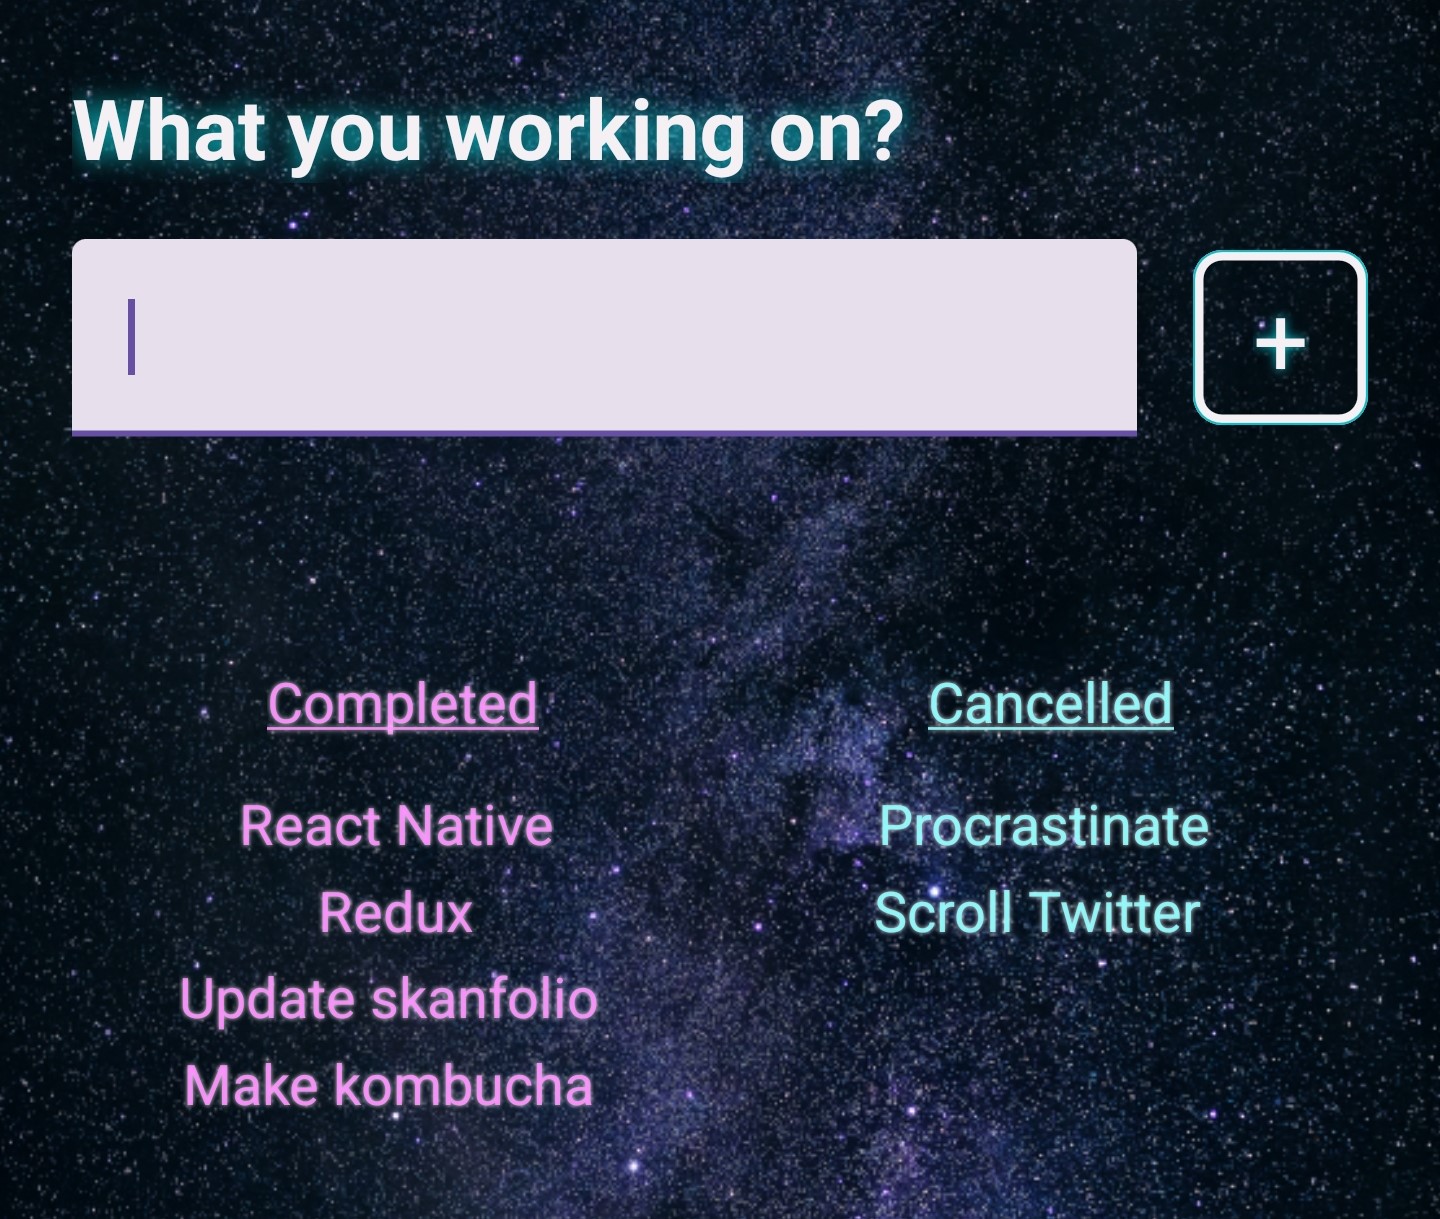 What you working on?
+
Completed
React Native
Redux
Update skanfolio
Make kombucha
Cancelled
Procrastinate
Scroll Twitter